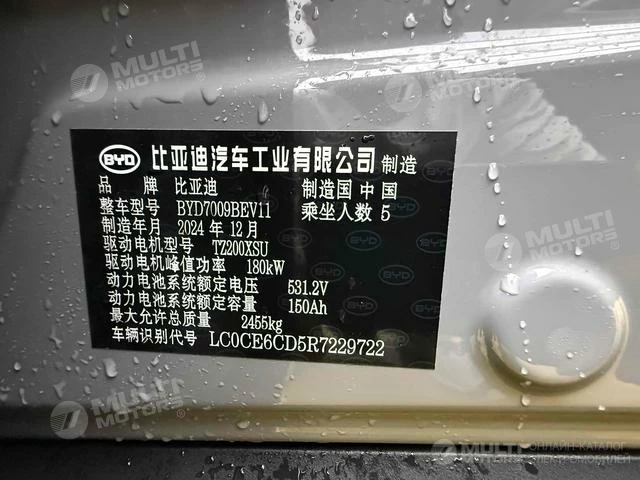 MULTI MOTORS® MULTI MOTORS®
BYD 比亚迪汽车工业有限公司 制造
品 牌 比亚迪 制造国 中国
整车型号 BYD7009BEV11 乘坐人数 5
制造年月 2024 年 12 月
驱动电机型号 TZ200XSU
驱动电机峰值功率 180kW
动力电池系统额定电压 531.2V
动力电池系统额定容量 150Ah
最大允许总质量 2455kg
车辆识别代号 LC0CE6CD5R7229722
MULTI MOTORS® MULTI MOTORS®
MULTI ОНЛАЙН-КАТАЛОГ
ЭЛЕКТРОМОБИЛЕЙ